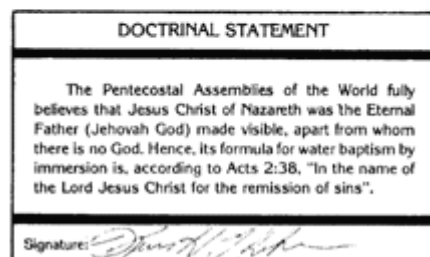 DOCTRINAL STATEMENT
The Pentecostal Assemblies of the World fully
believes that Jesus Christ of Nazareth was the Eternal
Father (Jehovah God) made visible, apart from whom
there is no God. Hence, its formula for water baptism by
immersion is, according to Acts 2:38, "In the name of
the Lord Jesus Christ for the remission of sins".
Signature: